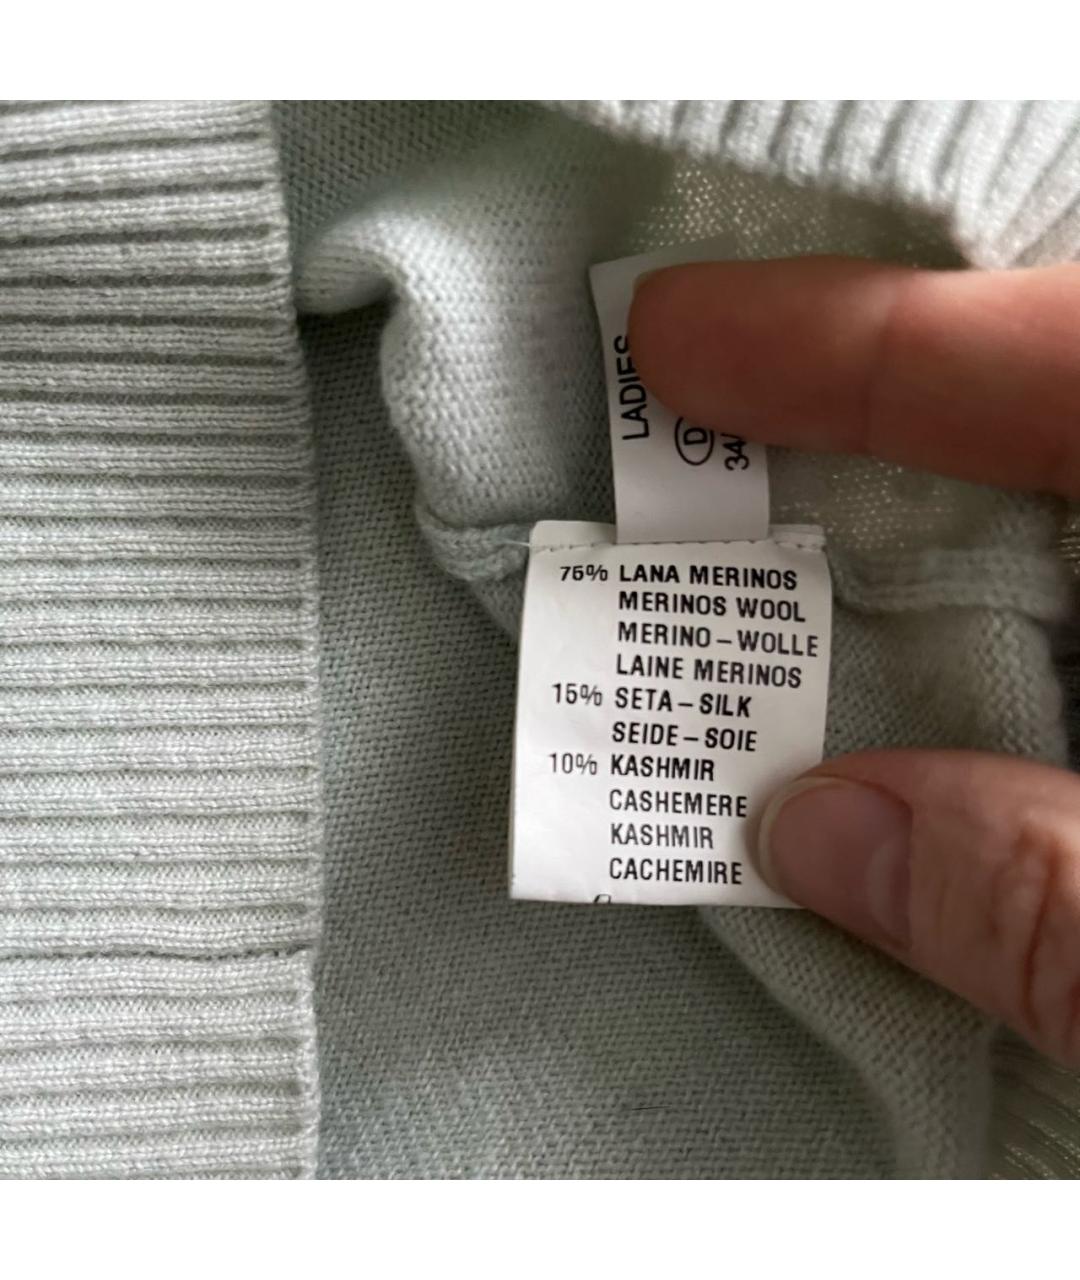 LADIES
D
34/
75% LANA MERINOS
MERINOS WOOL
MERINO – WOLLE
LAINE MERINOS
15% SETA – SILK
SEIDE – SOIE
10% KASHMIR
CASHEMERE
KASHMIR
CACHEMIRE